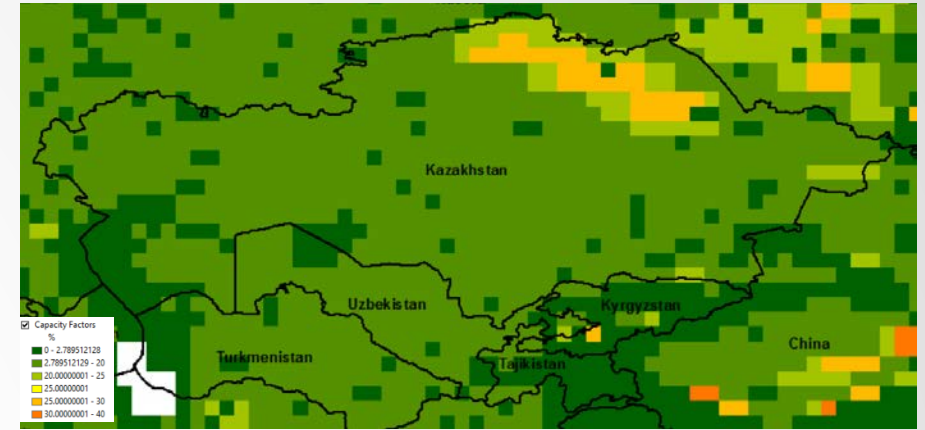 Kazakhstan
Uzbekistan
Kyrgyzstan
Turkmenistan
Tajikistan
China
Capacity Factors
%
0 - 2.789512128
2.789512129 - 20
20.00000001 - 25
25.00000001
25.00000001 - 30
30.00000001 - 40